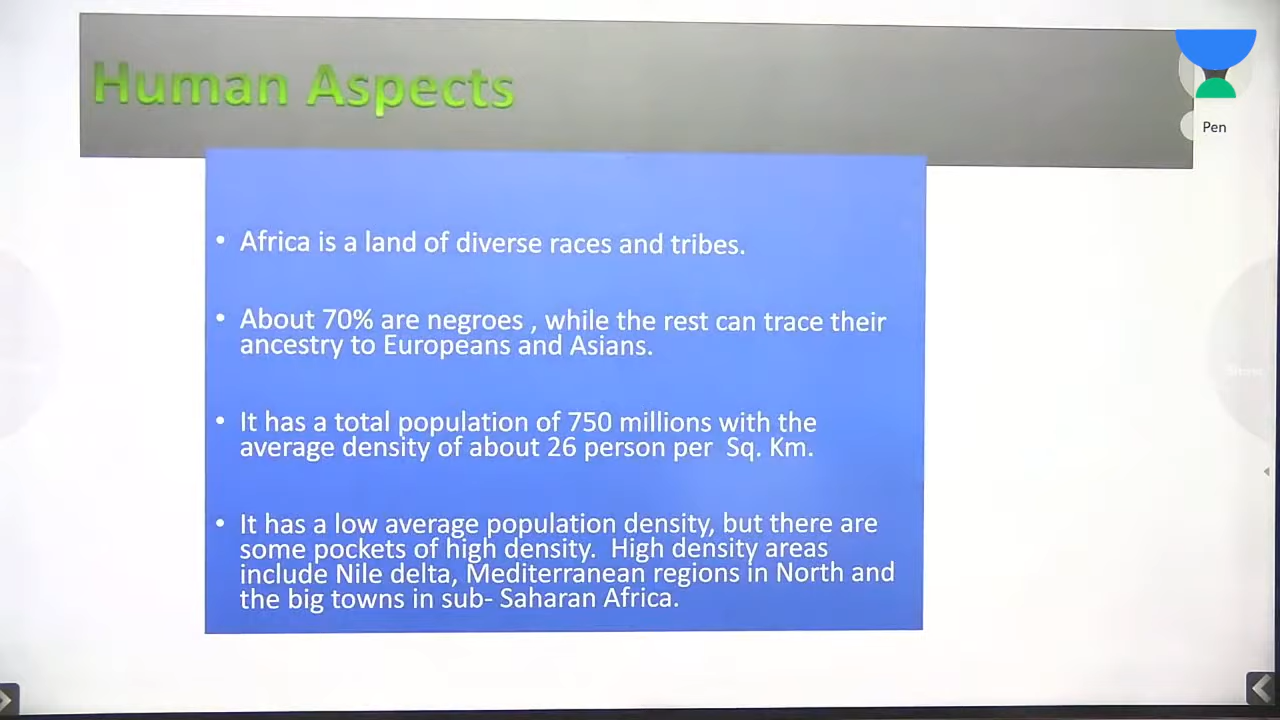 Human Aspects
Pen
• Africa is a land of diverse races and tribes.
• About 70% are negroes , while the rest can trace their
ancestry to Europeans and Asians.
• It has a total population of 750 millions with the
average density of about 26 person per Sq. Km.
• It has a low average population density, but there are
some pockets of high density. High density areas
include Nile delta, Mediterranean regions in North and
the big towns in sub- Saharan Africa.